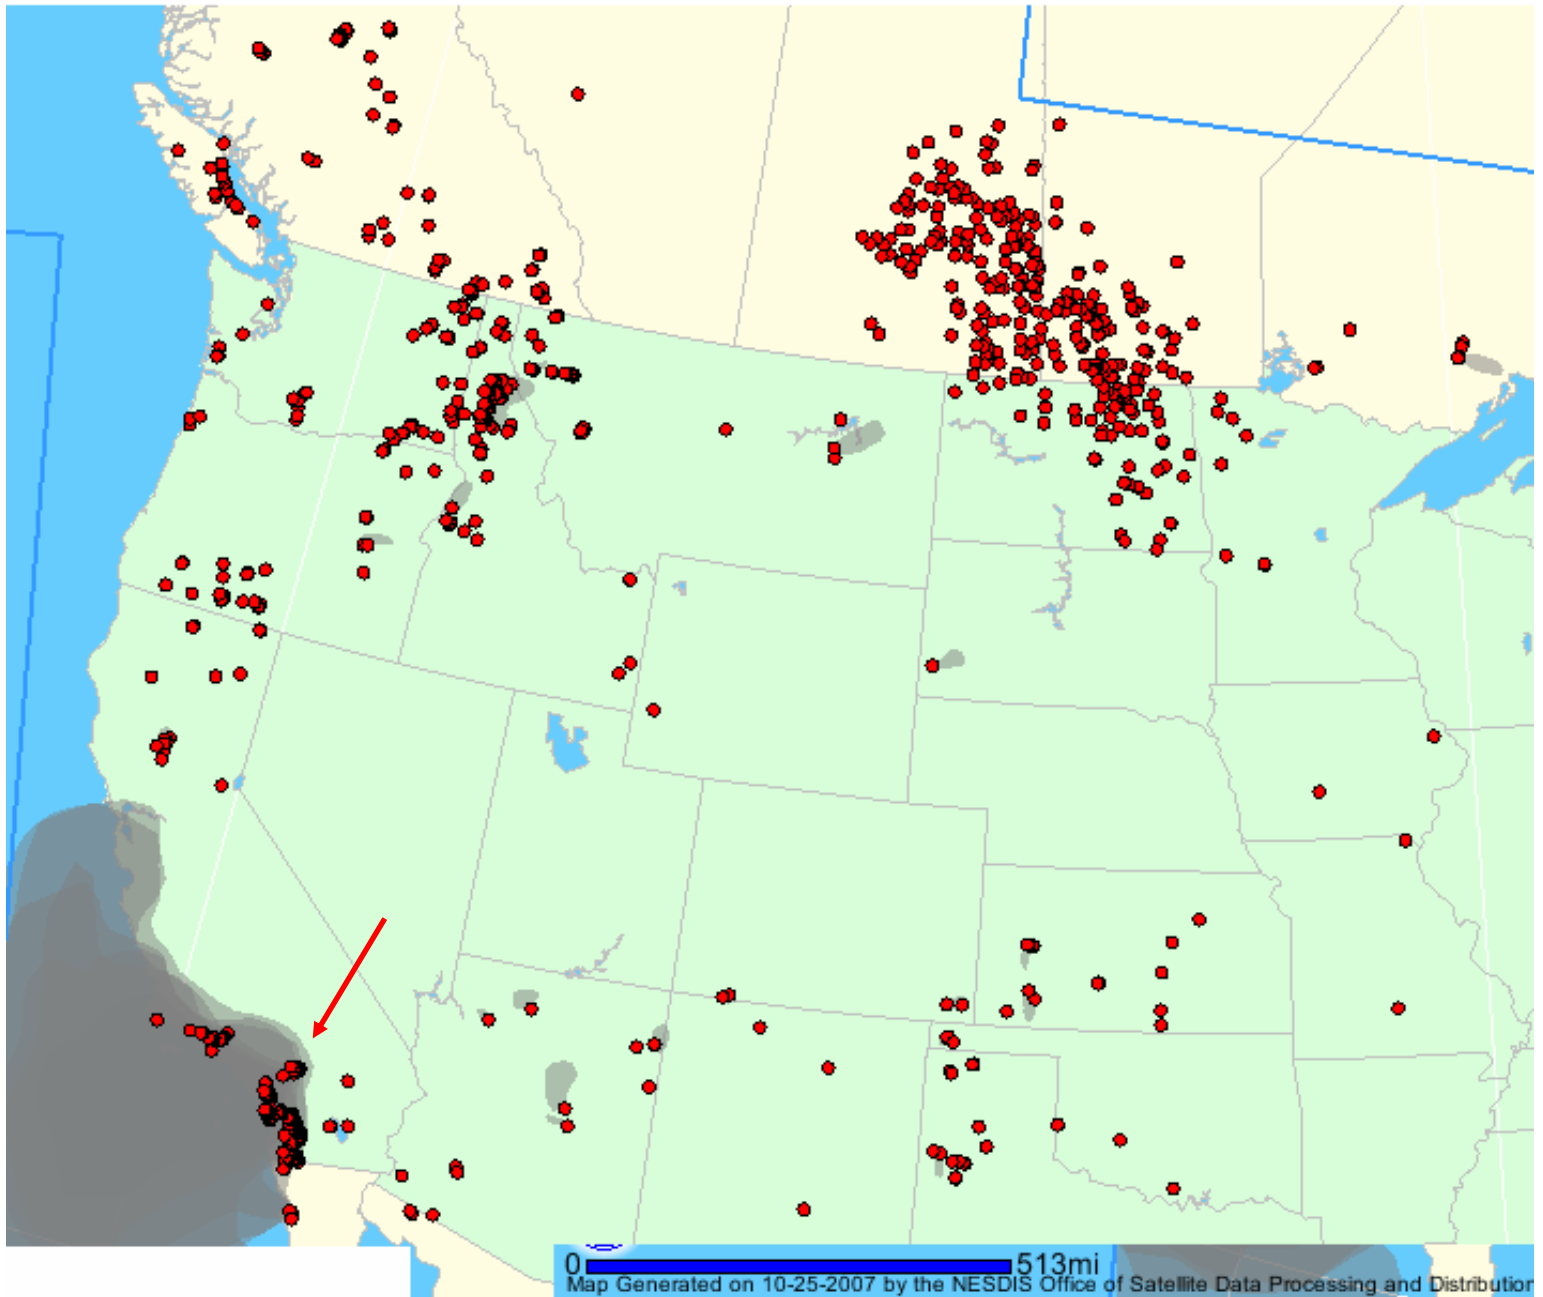 0 513mi
Map Generated on 10-25-2007 by the NESDIS Office of Satellite Data Processing and Distribution